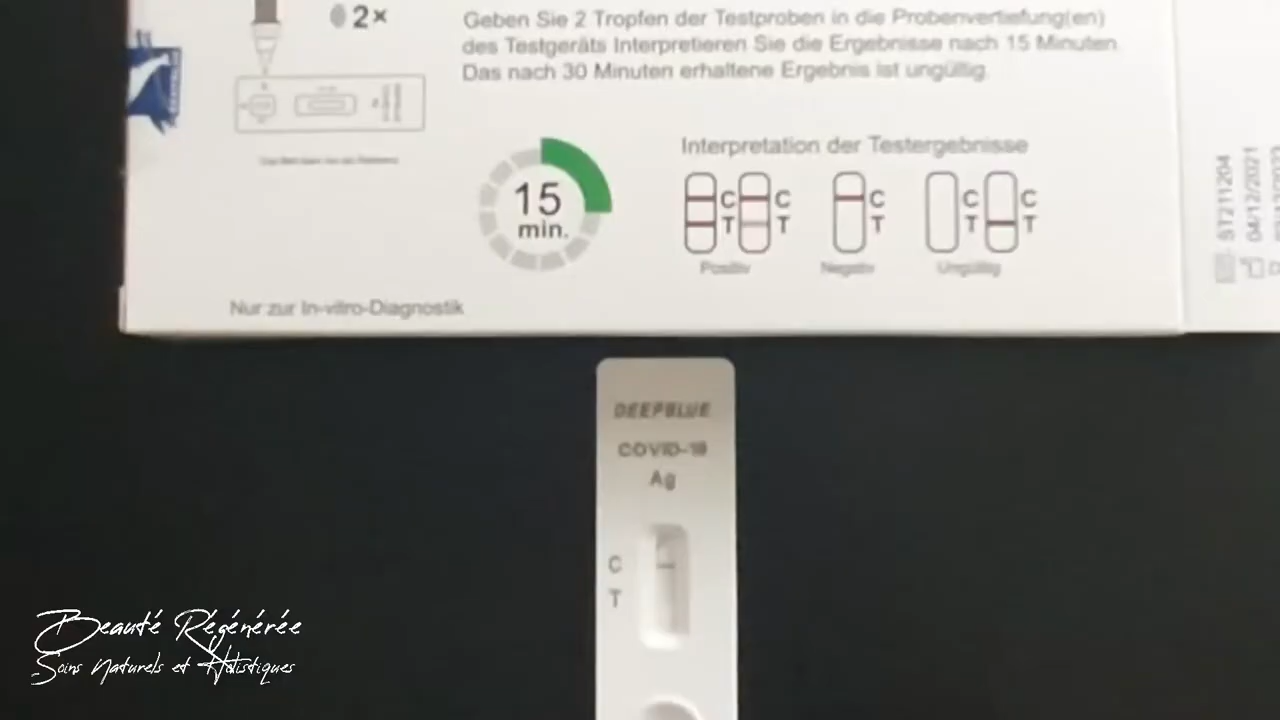 2×
Geben Sie 2 Tropfen der Testproben in die Probenvertiefung(en)
des Testgeräts Interpretieren Sie die Ergebnisse nach 15 Minuten.
Das nach 30 Minuten erhaltene Ergebnis ist ungültig.
15
min.
Interpretation der Testergebnisse
C C C C C
T T T T T
Positiv Negativ Ungültig
Nur zur In-vitro-Diagnostik
ST211204
04/12/2021
DEEPBLUE
COVID-19
Ag
C
T
Beauté Régénérée
Soins Naturels et Holistiques